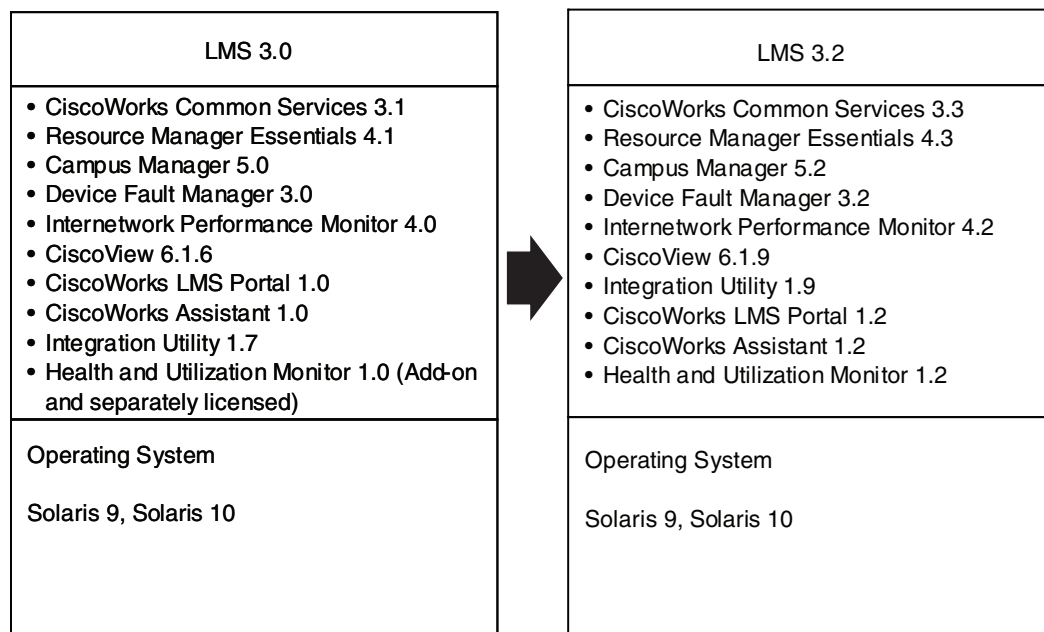 LMS 3.0
• CiscoWorks Common Services 3.1
• Resource Manager Essentials 4.1
• Campus Manager 5.0
• Device Fault Manager 3.0
• Internetwork Performance Monitor 4.0
• CiscoView 6.1.6
• CiscoWorks LMS Portal 1.0
• CiscoWorks Assistant 1.0
• Integration Utility 1.7
• Health and Utilization Monitor 1.0 (Add-on
and separately licensed)
Operating System
Solaris 9, Solaris 10
LMS 3.2
• CiscoWorks Common Services 3.3
• Resource Manager Essentials 4.3
• Campus Manager 5.2
• Device Fault Manager 3.2
• Internetwork Performance Monitor 4.2
• CiscoView 6.1.9
• Integration Utility 1.9
• CiscoWorks LMS Portal 1.2
• CiscoWorks Assistant 1.2
• Health and Utilization Monitor 1.2
Operating System
Solaris 9, Solaris 10